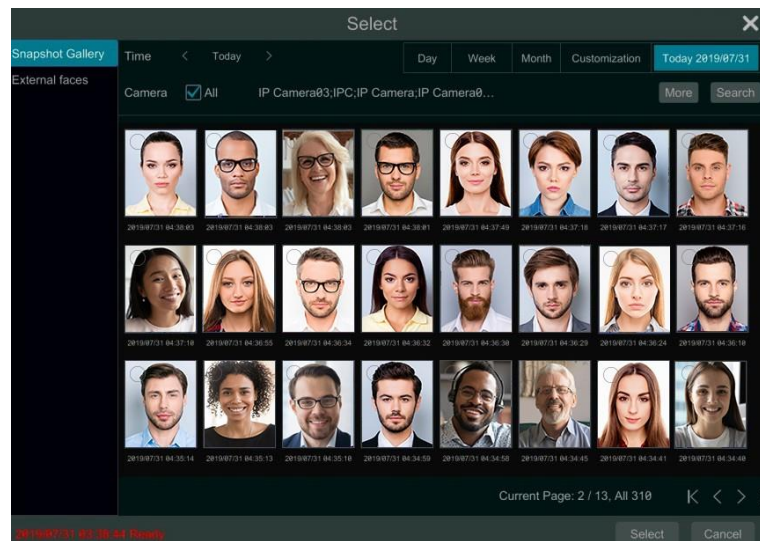 Select
Snapshot Gallery
External faces
Time < Today > Day Week Month Customization Today 2019/07/31
Camera All IP Camera03;IPC;IP Camera;IP Camera0... More Search
2019/07/31 04:38:03 2019/07/31 04:38:03 2019/07/31 04:38:03 2019/07/31 04:38:01 2019/07/31 04:37:49 2019/07/31 04:37:18 2019/07/31 04:37:17 2019/07/31 04:37:16
2019/07/31 04:37:10 2019/07/31 04:36:55 2019/07/31 04:36:34 2019/07/31 04:36:32 2019/07/31 04:36:30 2019/07/31 04:36:29 2019/07/31 04:36:24 2019/07/31 04:36:10
2019/07/31 04:35:14 2019/07/31 04:35:13 2019/07/31 04:35:10 2019/07/31 04:34:59 2019/07/31 04:34:58 2019/07/31 04:34:45 2019/07/31 04:34:41 2019/07/31 04:34:40
Current Page: 2 / 13, All 310
2019/07/31 03:38:44 Ready
Select Cancel